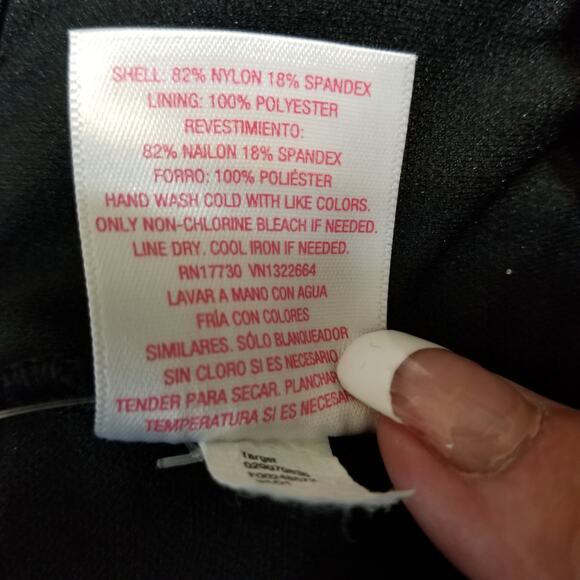 SHELL: 82% NYLON 18% SPANDEX
LINING: 100% POLYESTER
REVESTIMIENTO:
82% NAILON 18% SPANDEX
FORRO: 100% POLIÉSTER
HAND WASH COLD WITH LIKE COLORS.
ONLY NON-CHLORINE BLEACH IF NEEDED.
LINE DRY. COOL IRON IF NEEDED.
RN17730 VN1322664
LAVAR A MANO CON AGUA
FRÍA CON COLORES
SIMILARES. SÓLO BLANQUEADOR
SIN CLORO SI ES NECESARIO
TENDER PARA SECAR. PLANCHAR
TEMPERATURA SI ES NECESA
Target